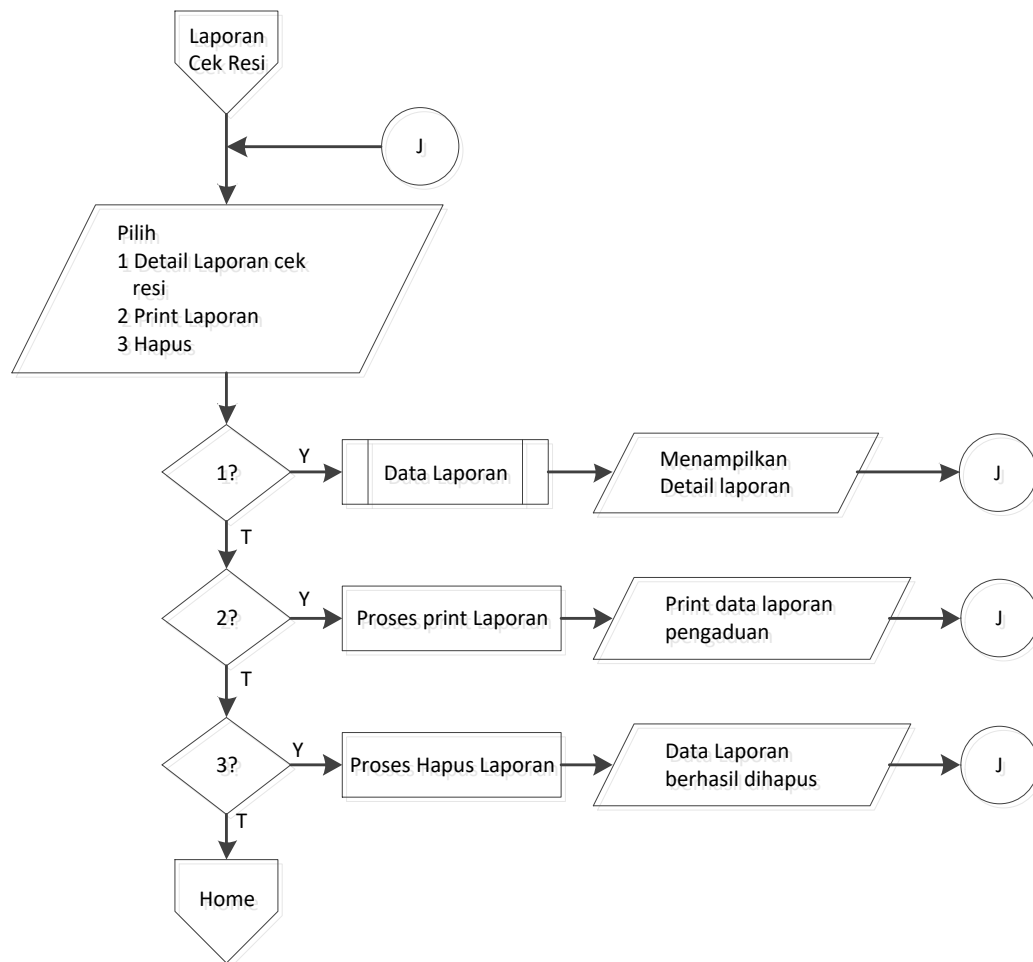 Laporan
Cek Resi
J
Pilih
1 Detail Laporan cek
resi
2 Print Laporan
3 Hapus
1?
Y
Data Laporan
Menampilkan
Detail laporan
J
T
2?
Y
Proses print Laporan
Print data laporan
pengaduan
J
T
3?
Y
Proses Hapus Laporan
Data Laporan
berhasil dihapus
J
T
Home